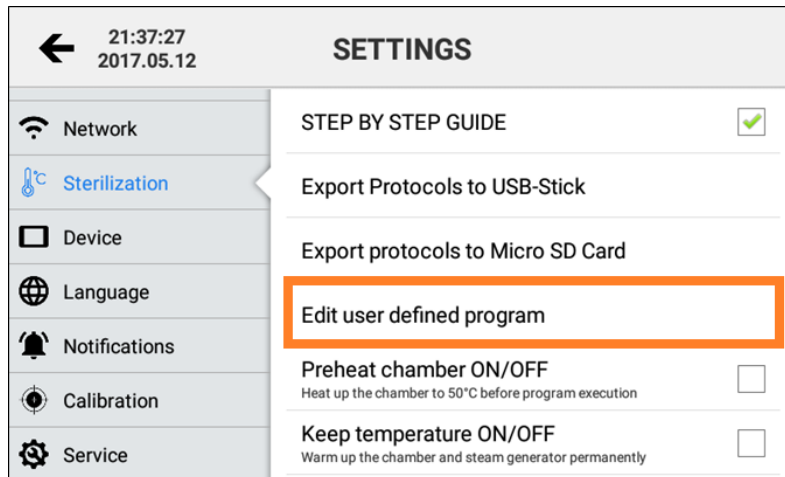 21:37:27
2017.05.12
SETTINGS
Network
°C
Sterilization
Device
Language
Notifications
Calibration
Service
STEP BY STEP GUIDE
Export Protocols to USB-Stick
Export protocols to Micro SD Card
Edit user defined program
Preheat chamber ON/OFF
Heat up the chamber to 50°C before program execution
Keep temperature ON/OFF
Warm up the chamber and steam generator permanently